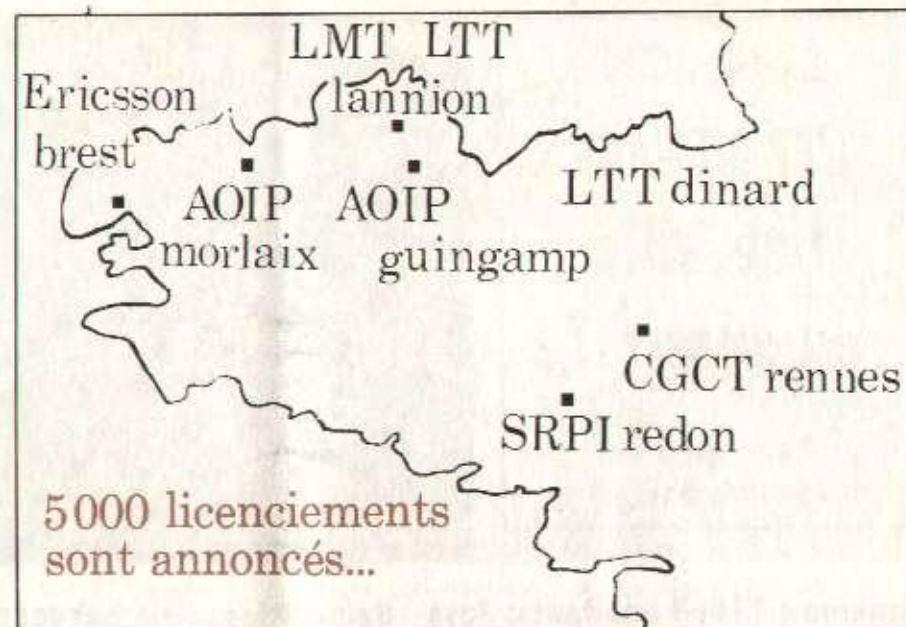 LMT LTT
lannion
Ericsson
brest
AOIP
morlaix
AOIP
guingamp
LTT dinard
CGCT rennes
SRPI redon
5000 licenciements
sont annoncés...